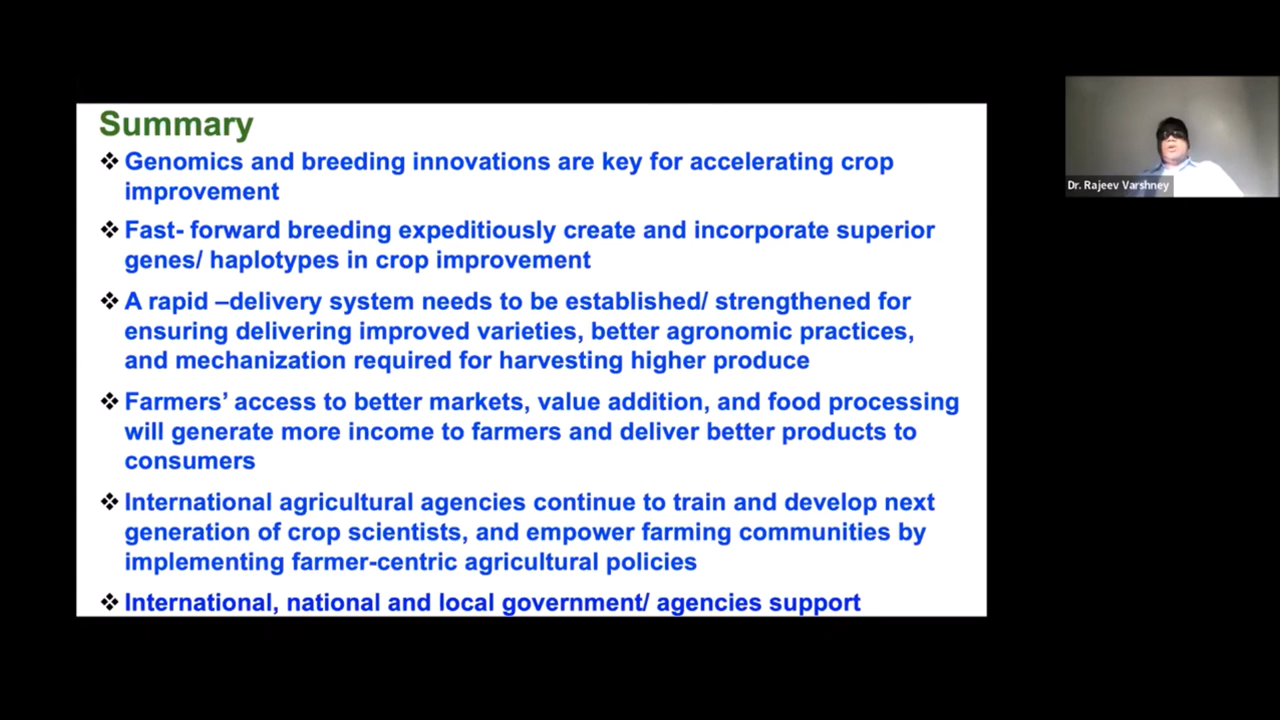 Summary
❖ Genomics and breeding innovations are key for accelerating crop
improvement
❖ Fast- forward breeding expeditiously create and incorporate superior
genes/ haplotypes in crop improvement
❖ A rapid –delivery system needs to be established/ strengthened for
ensuring delivering improved varieties, better agronomic practices,
and mechanization required for harvesting higher produce
❖ Farmers’ access to better markets, value addition, and food processing
will generate more income to farmers and deliver better products to
consumers
❖ International agricultural agencies continue to train and develop next
generation of crop scientists, and empower farming communities by
implementing farmer-centric agricultural policies
❖ International, national and local government/ agencies support
Dr. Rajeev Varshney